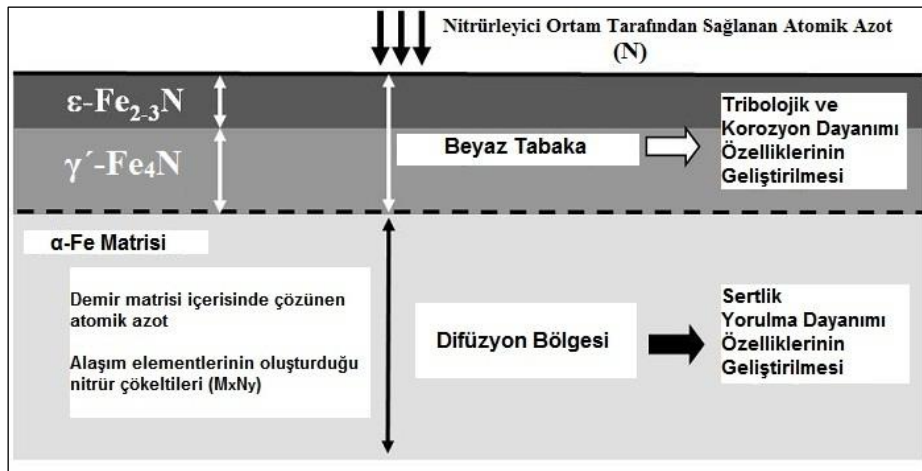 Nitrürleyici Ortam Tarafından Sağlanan Atomik Azot
(N)
ε-Fe2-3N
γ´-Fe4N
Beyaz Tabaka
Tribolojik ve
Korozyon Dayanımı
Özelliklerinin
Geliştirilmesi
α-Fe Matrisi
Demir matrisi içerisinde çözünen
atomik azot
Alaşım elementlerinin oluşturduğu
nitrür çökeltileri (MxNy)
Difüzyon Bölgesi
Sertlik
Yorulma Dayanımı
Özelliklerinin
Geliştirilmesi